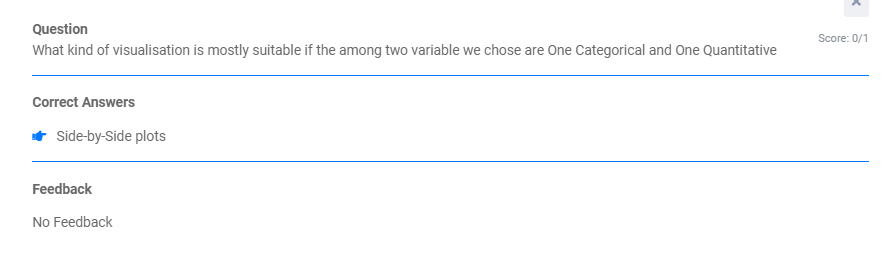 Question
What kind of visualisation is mostly suitable if the among two variable we chose are One Categorical and One Quantitative
Score: 0/1
Correct Answers
Side-by-Side plots
Feedback
No Feedback